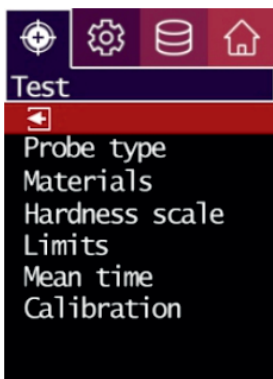 Test
Probe type
Materials
Hardness scale
Limits
Mean time
Calibration